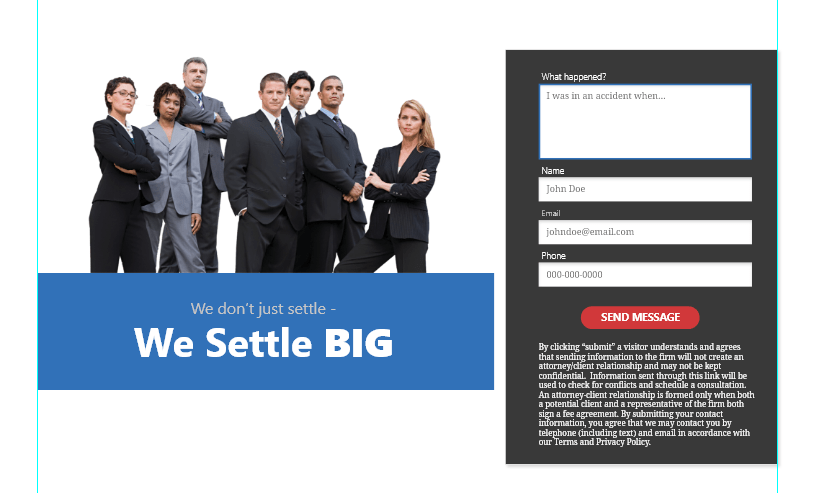 We don't just settle -
We Settle BIG
What happened?
I was in an accident when...
Name
John Doe
Email
johndoe@email.com
Phone
000-000-0000
SEND MESSAGE
By clicking “submit” a visitor understands and agrees
that sending information to the firm will not create an
attorney/client relationship and may not be kept
confidential. Information sent through this link will be
used to check for conflicts and schedule a consultation.
An attorney-client relationship is formed only when both
a potential client and a representative of the firm both
sign a fee agreement. By submitting your contact
information, you agree that we may contact you by
telephone (including text) and email in accordance with
our Terms and Privacy Policy.